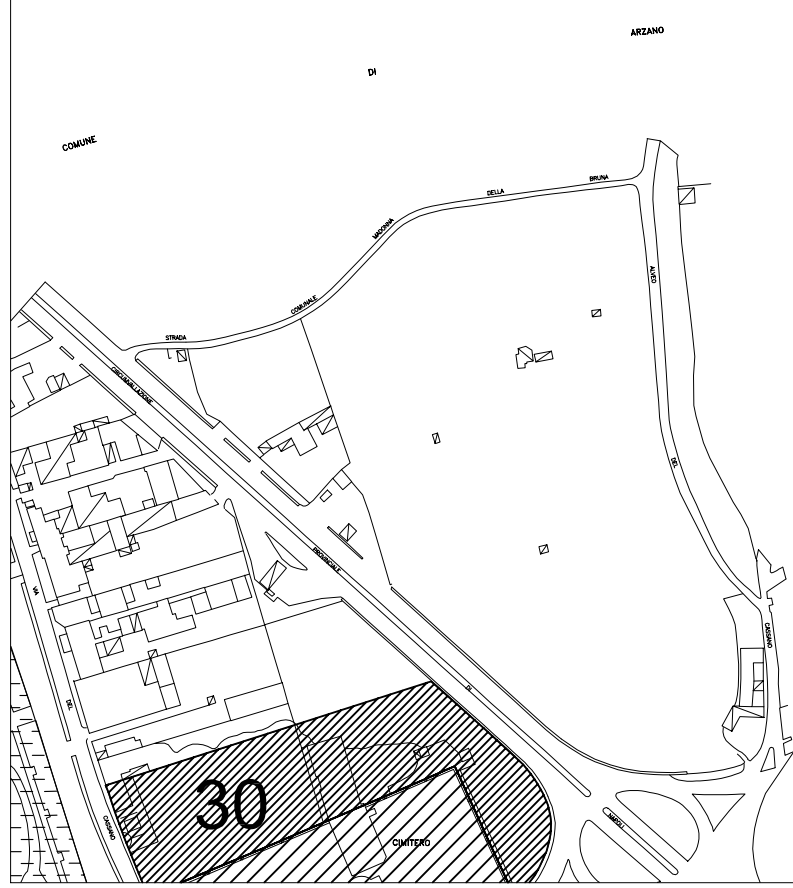 ARZANO
DI
COMUNE
BRUNA
DELLA
MADONNA
ALVEO
COMUNALE
STRADA
CIRCUMVALLAZIONE
DEL
PROVINCIALE
VIA
CASSANO
DI
DEL
30
NAPOLI
CASSANO
CIMITERO